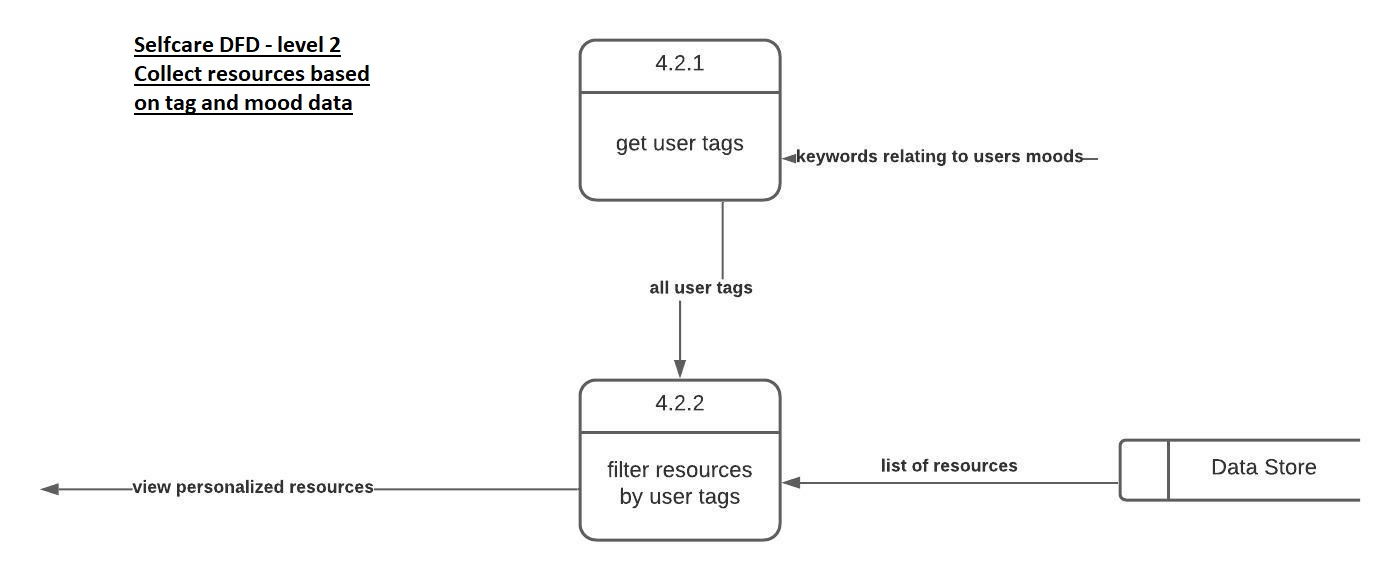 Selfcare DFD - level 2
Collect resources based
on tag and mood data
4.2.1
get user tags
keywords relating to users moods
all user tags
4.2.2
filter resources
by user tags
list of resources
Data Store
view personalized resources